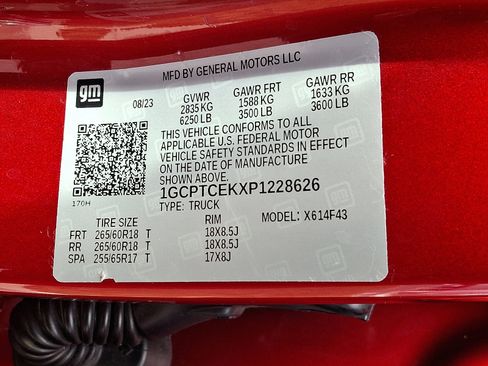 MFD BY GENERAL MOTORS LLC
gm
08/23 GVWR GAWR FRT GAWR RR
2835 KG 1588 KG 1633 KG
6250 LB 3500 LB 3600 LB
THIS VEHICLE CONFORMS TO ALL
APPLICABLE U.S. FEDERAL MOTOR
VEHICLE SAFETY STANDARDS IN EFFECT
ON THE DATE OF MANUFACTURE
SHOWN ABOVE.
170H
1GCPTCEKXP1228626
TYPE: TRUCK MODEL: X614F43
TIRE SIZE RIM
FRT 265/60R18 T 18X8.5J
RR 265/60R18 T 18X8.5J
SPA 255/65R17 T 17X8J